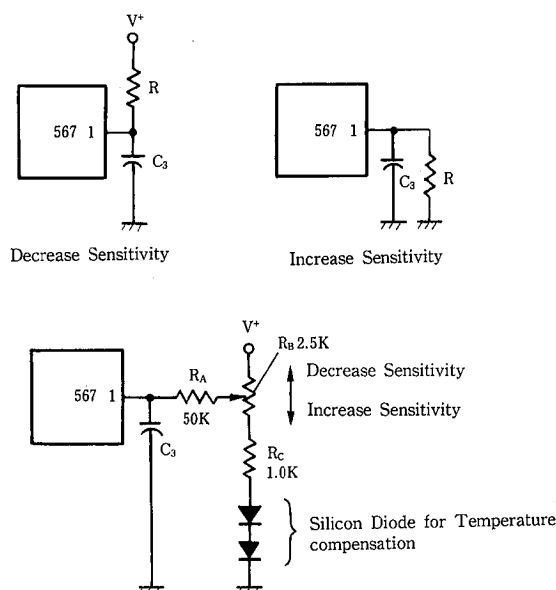 V⁺
R
567 1
C₃
Decrease Sensitivity
567 1
C₃
R
Increase Sensitivity
V⁺
R_B 2.5K
567 1
R_A
50K
C₃
Decrease Sensitivity
Increase Sensitivity
R_C
1.0K
Silicon Diode for Temperature
compensation